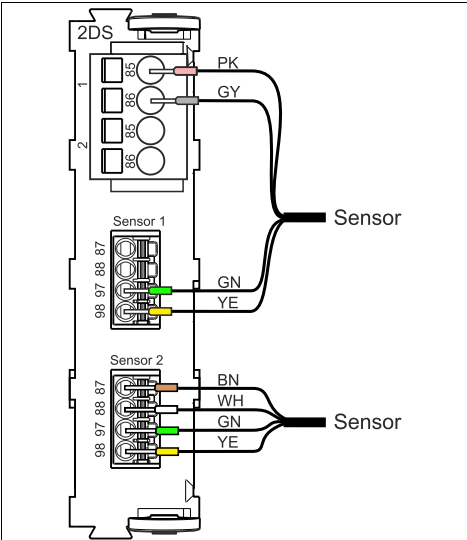 2DS
1
85
PK
86
GY
2
85
86
Sensor
Sensor 1
87
88
97
GN
98
YE
Sensor 2
87
BN
88
WH
97
GN
Sensor
98
YE